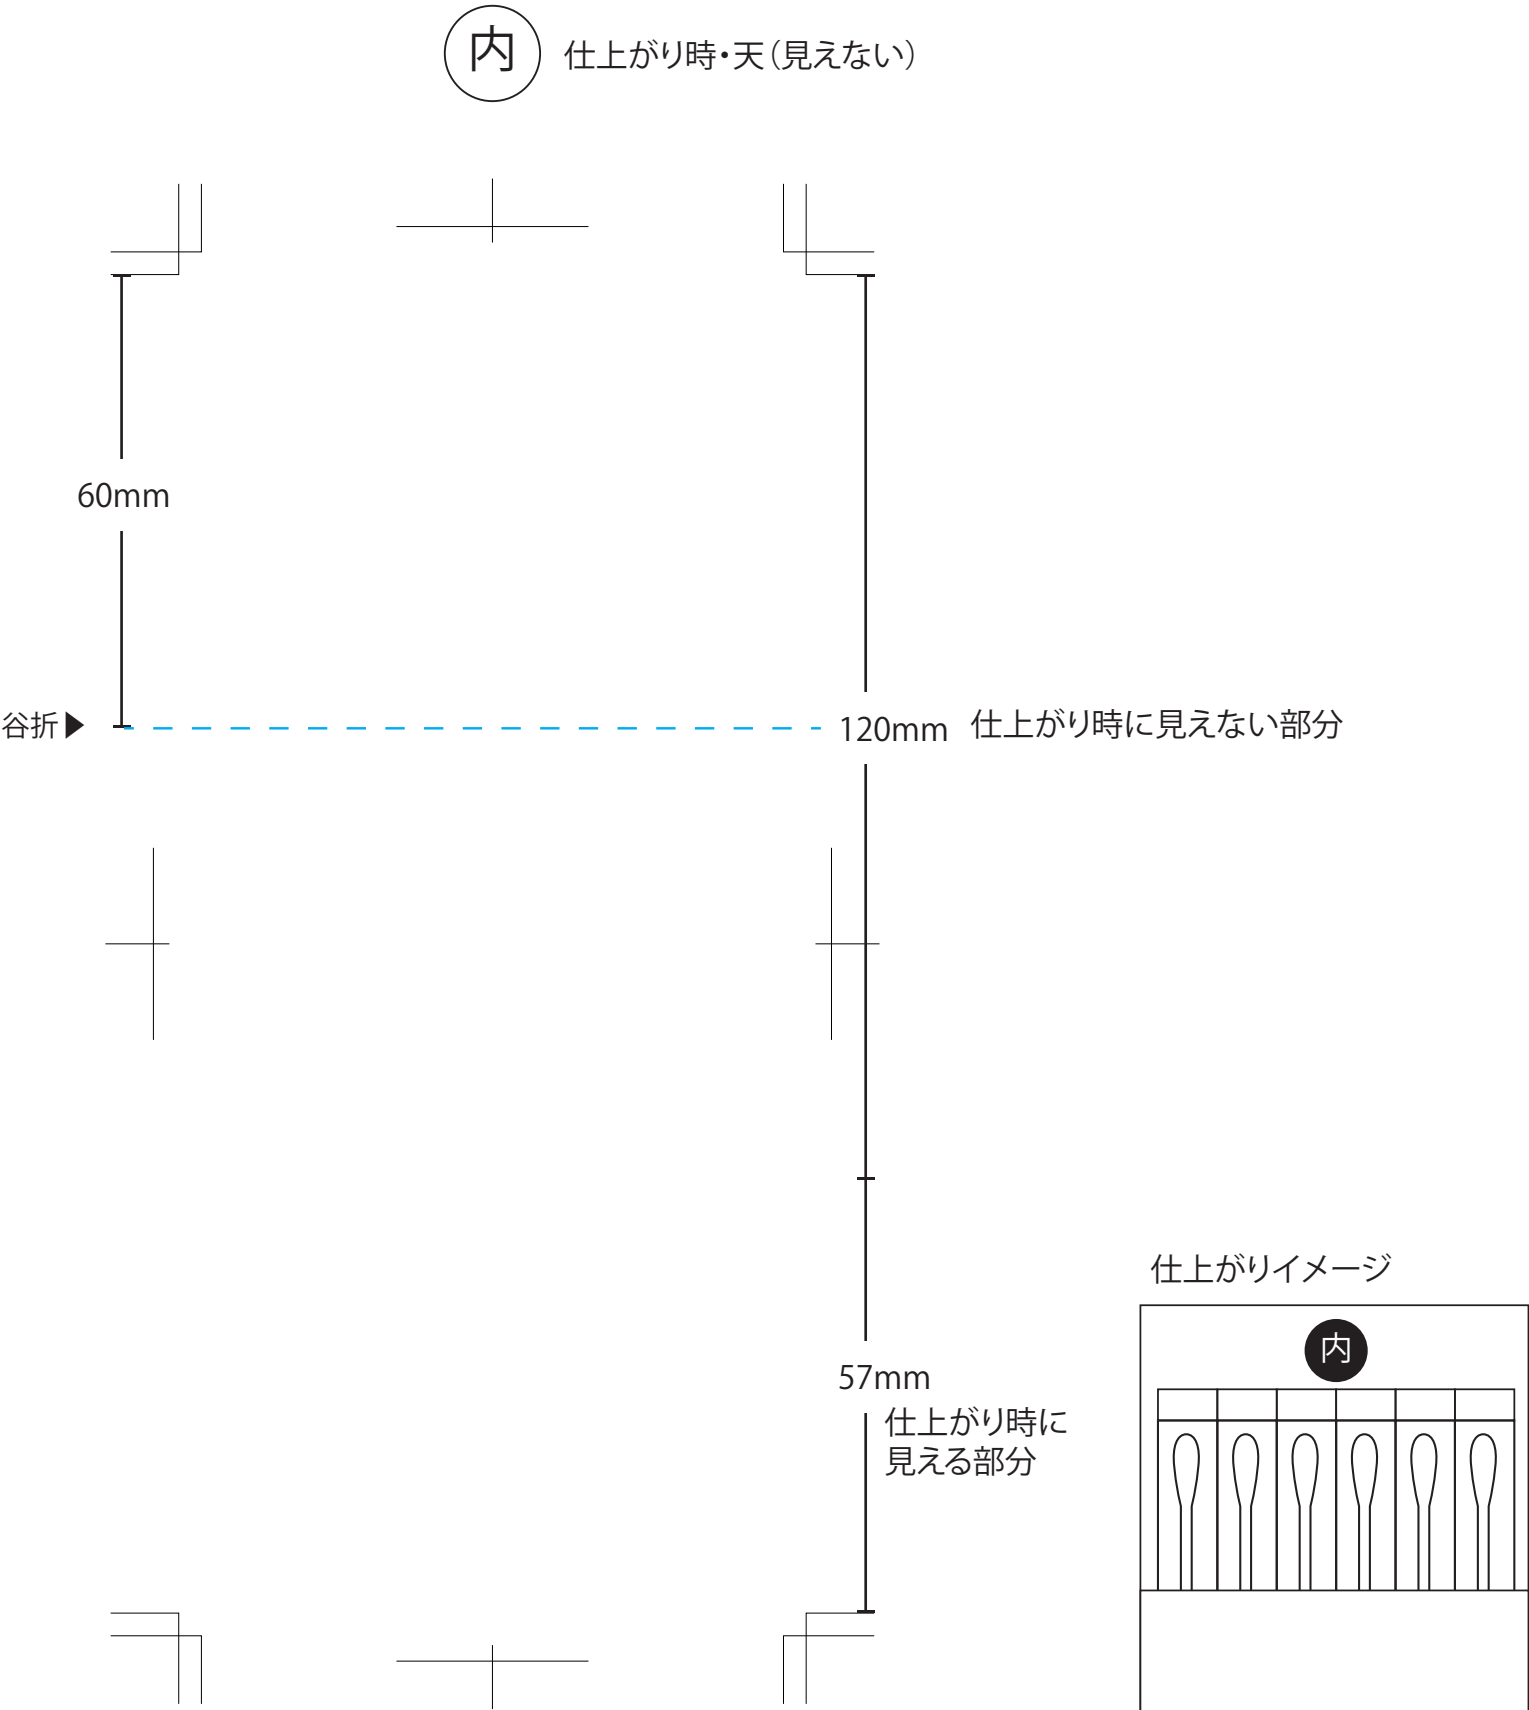 内 仕上がり時・天（見えない）
60mm
谷折▶
120mm 仕上がり時に見えない部分
57mm
仕上がり時に
見える部分
仕上がりイメージ
内